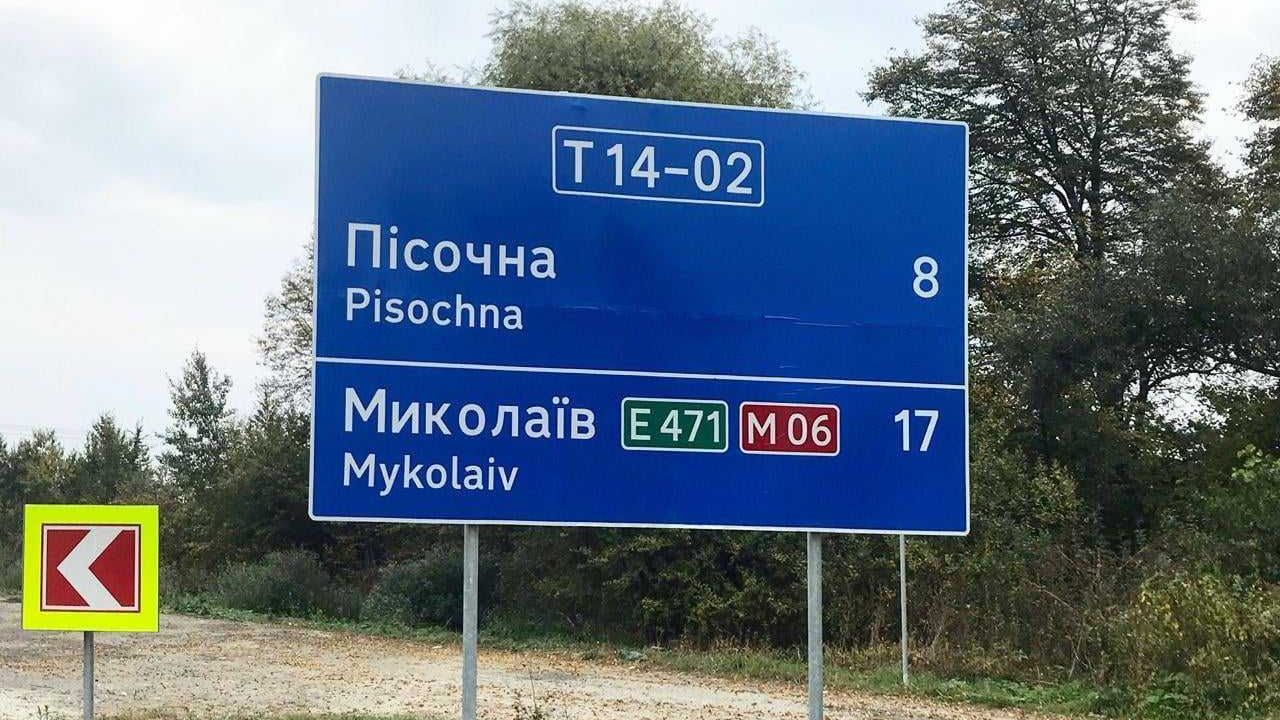 Т 14-02
Пісочна 8
Pisochna
Миколаїв E 471 M 06 17
Mykolaiv